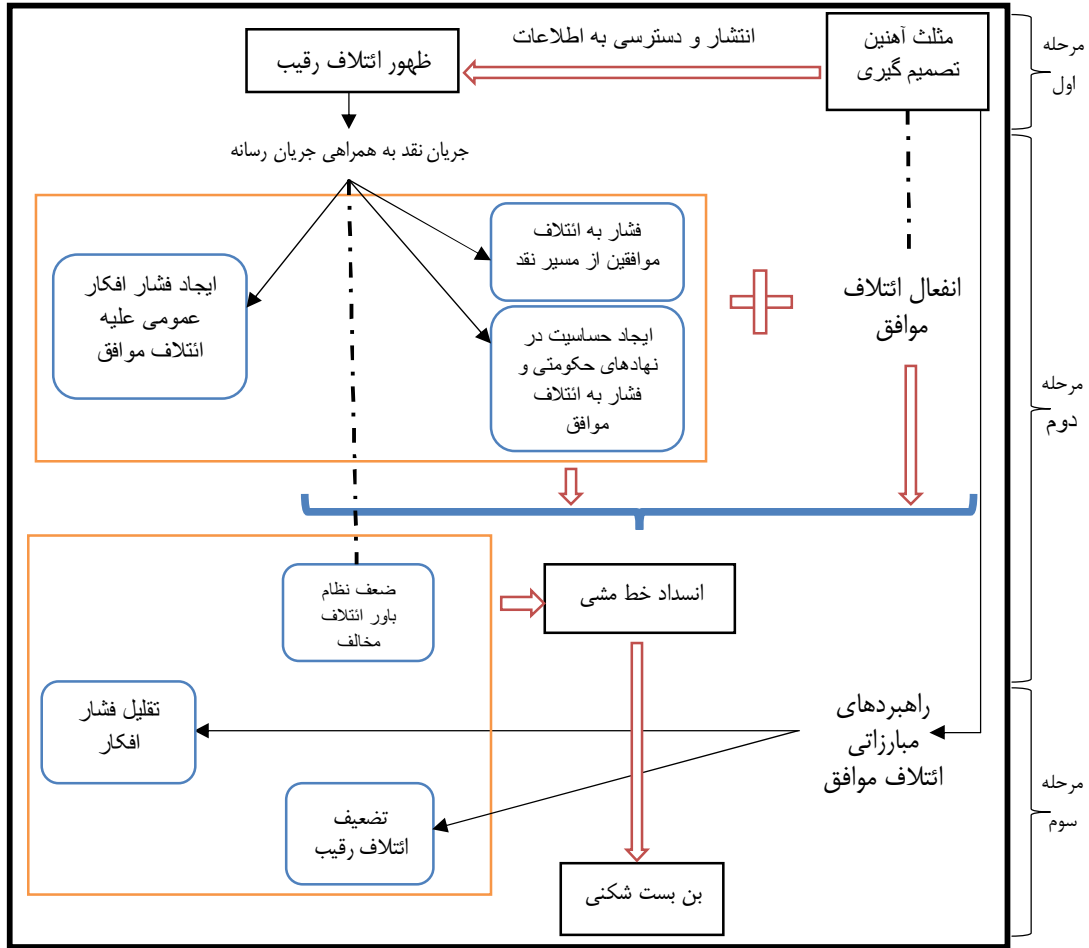 مثلث آهنین
تصمیم گیری
انتشار و دسترسی به اطلاعات
ظهور ائتلاف رقیب
مرحله
اول
جریان نقد به همراهی جریان رسانه
فشار به ائتلاف
موافقین از مسیر نقد
ایجاد فشار افکار
عمومی علیه
ائتلاف موافق
ایجاد حساسیت در
نهادهای حکومتی و
فشار به ائتلاف
موافق
انفعال ائتلاف
موافق
مرحله
دوم
ضعف نظام
باور ائتلاف
مخالف
انسداد خط مشی
راهبردهای
مبارزاتی
ائتلاف موافق
تقلیل فشار
افکار
تضعیف
ائتلاف رقیب
مرحله
سوم
بن بست شکنی